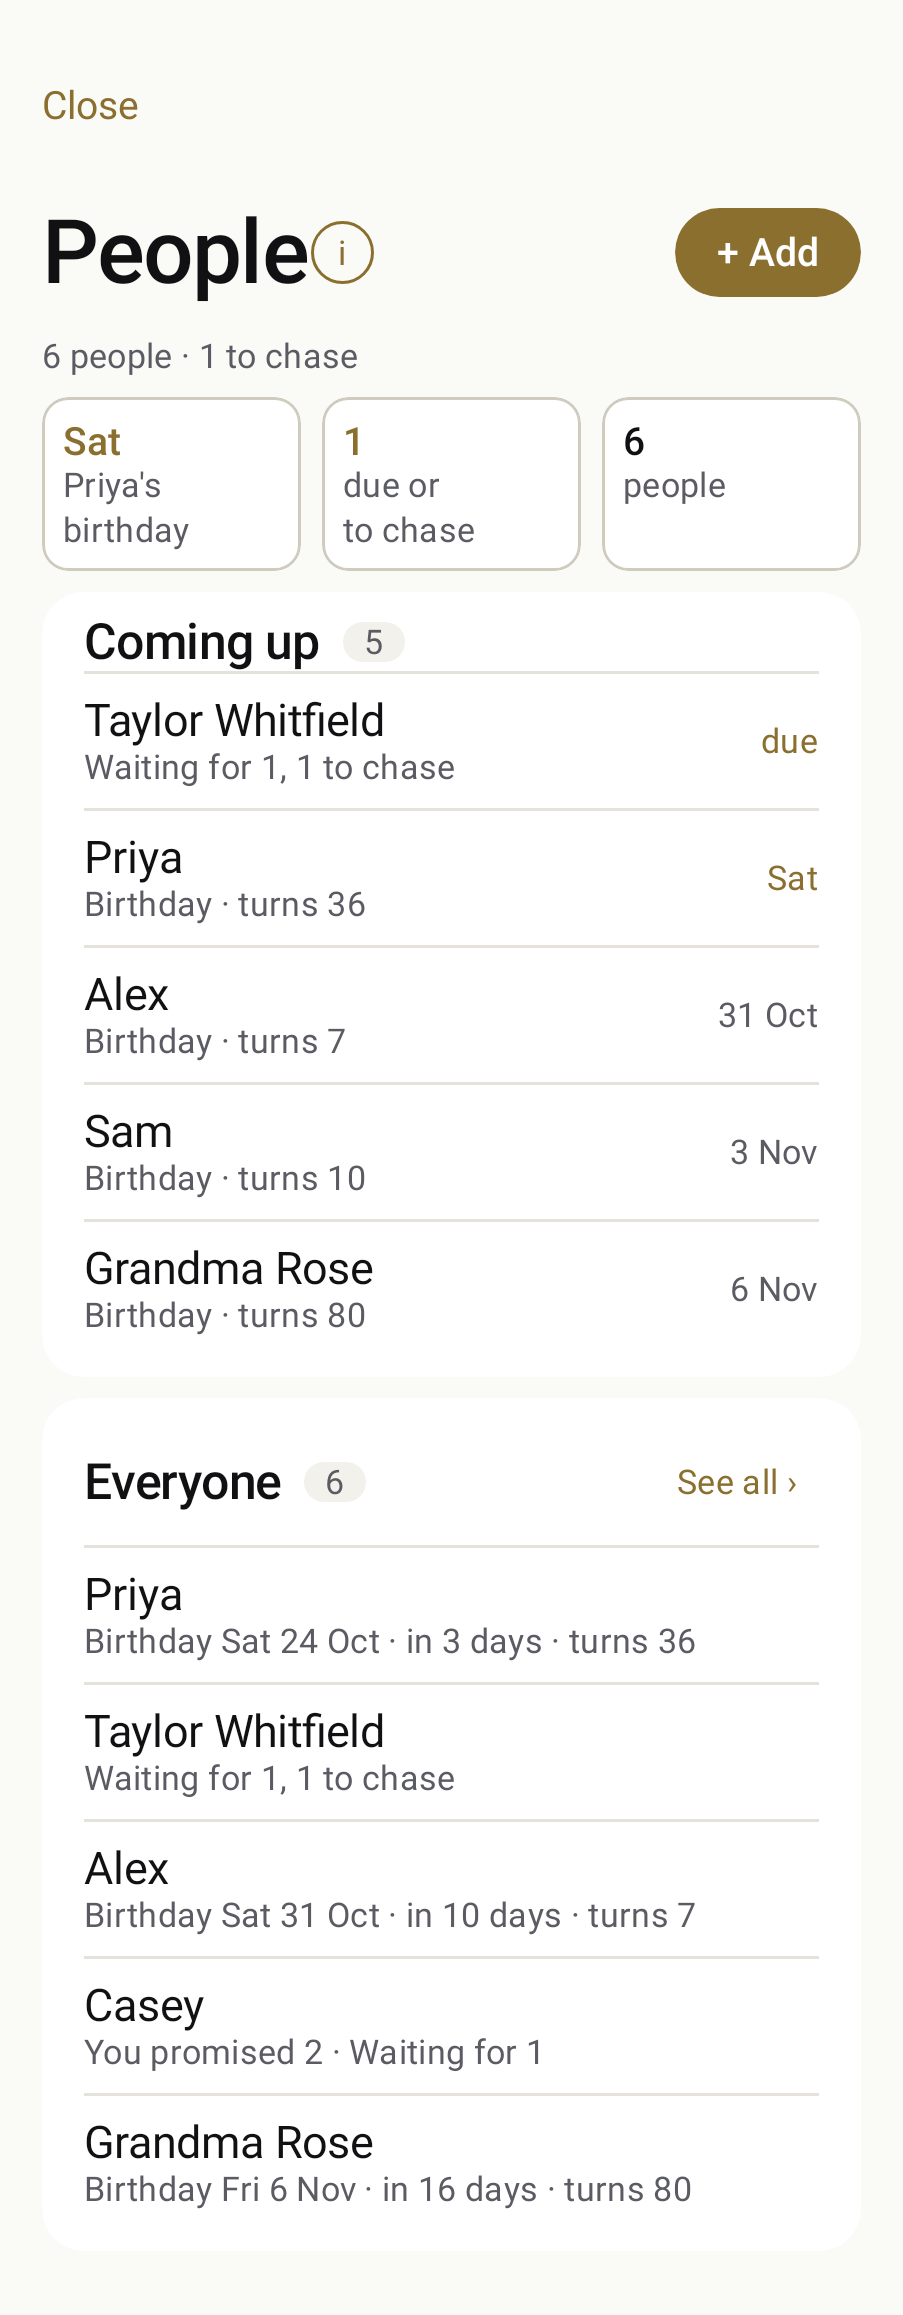 Close
People i
+ Add
6 people · 1 to chase
Sat
Priya's
birthday
1
due or
to chase
6
people
Coming up 5
Taylor Whitfield
Waiting for 1, 1 to chase
due
Priya
Birthday · turns 36
Sat
Alex
Birthday · turns 7
31 Oct
Sam
Birthday · turns 10
3 Nov
Grandma Rose
Birthday · turns 80
6 Nov
Everyone 6
See all ›
Priya
Birthday Sat 24 Oct · in 3 days · turns 36
Taylor Whitfield
Waiting for 1, 1 to chase
Alex
Birthday Sat 31 Oct · in 10 days · turns 7
Casey
You promised 2 · Waiting for 1
Grandma Rose
Birthday Fri 6 Nov · in 16 days · turns 80